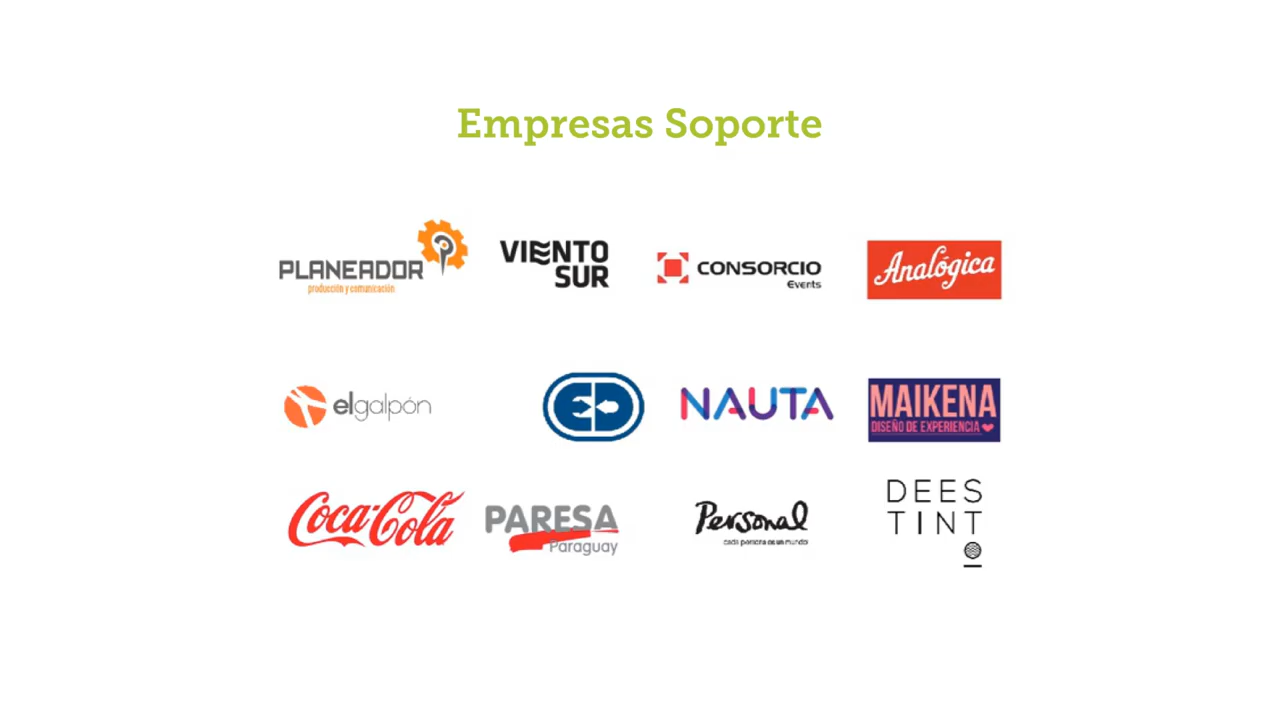 Empresas Soporte
PLANEADOR
producción y comunicación
VIENTO
SUR
CONSORCIO
Events
Analógica
elgalpón
NAUTA
MAIKENA
DISEÑO DE EXPERIENCIA
Coca-Cola
PARESA
Paraguay
Personal
cada persona es un mundo
DEES
TINT